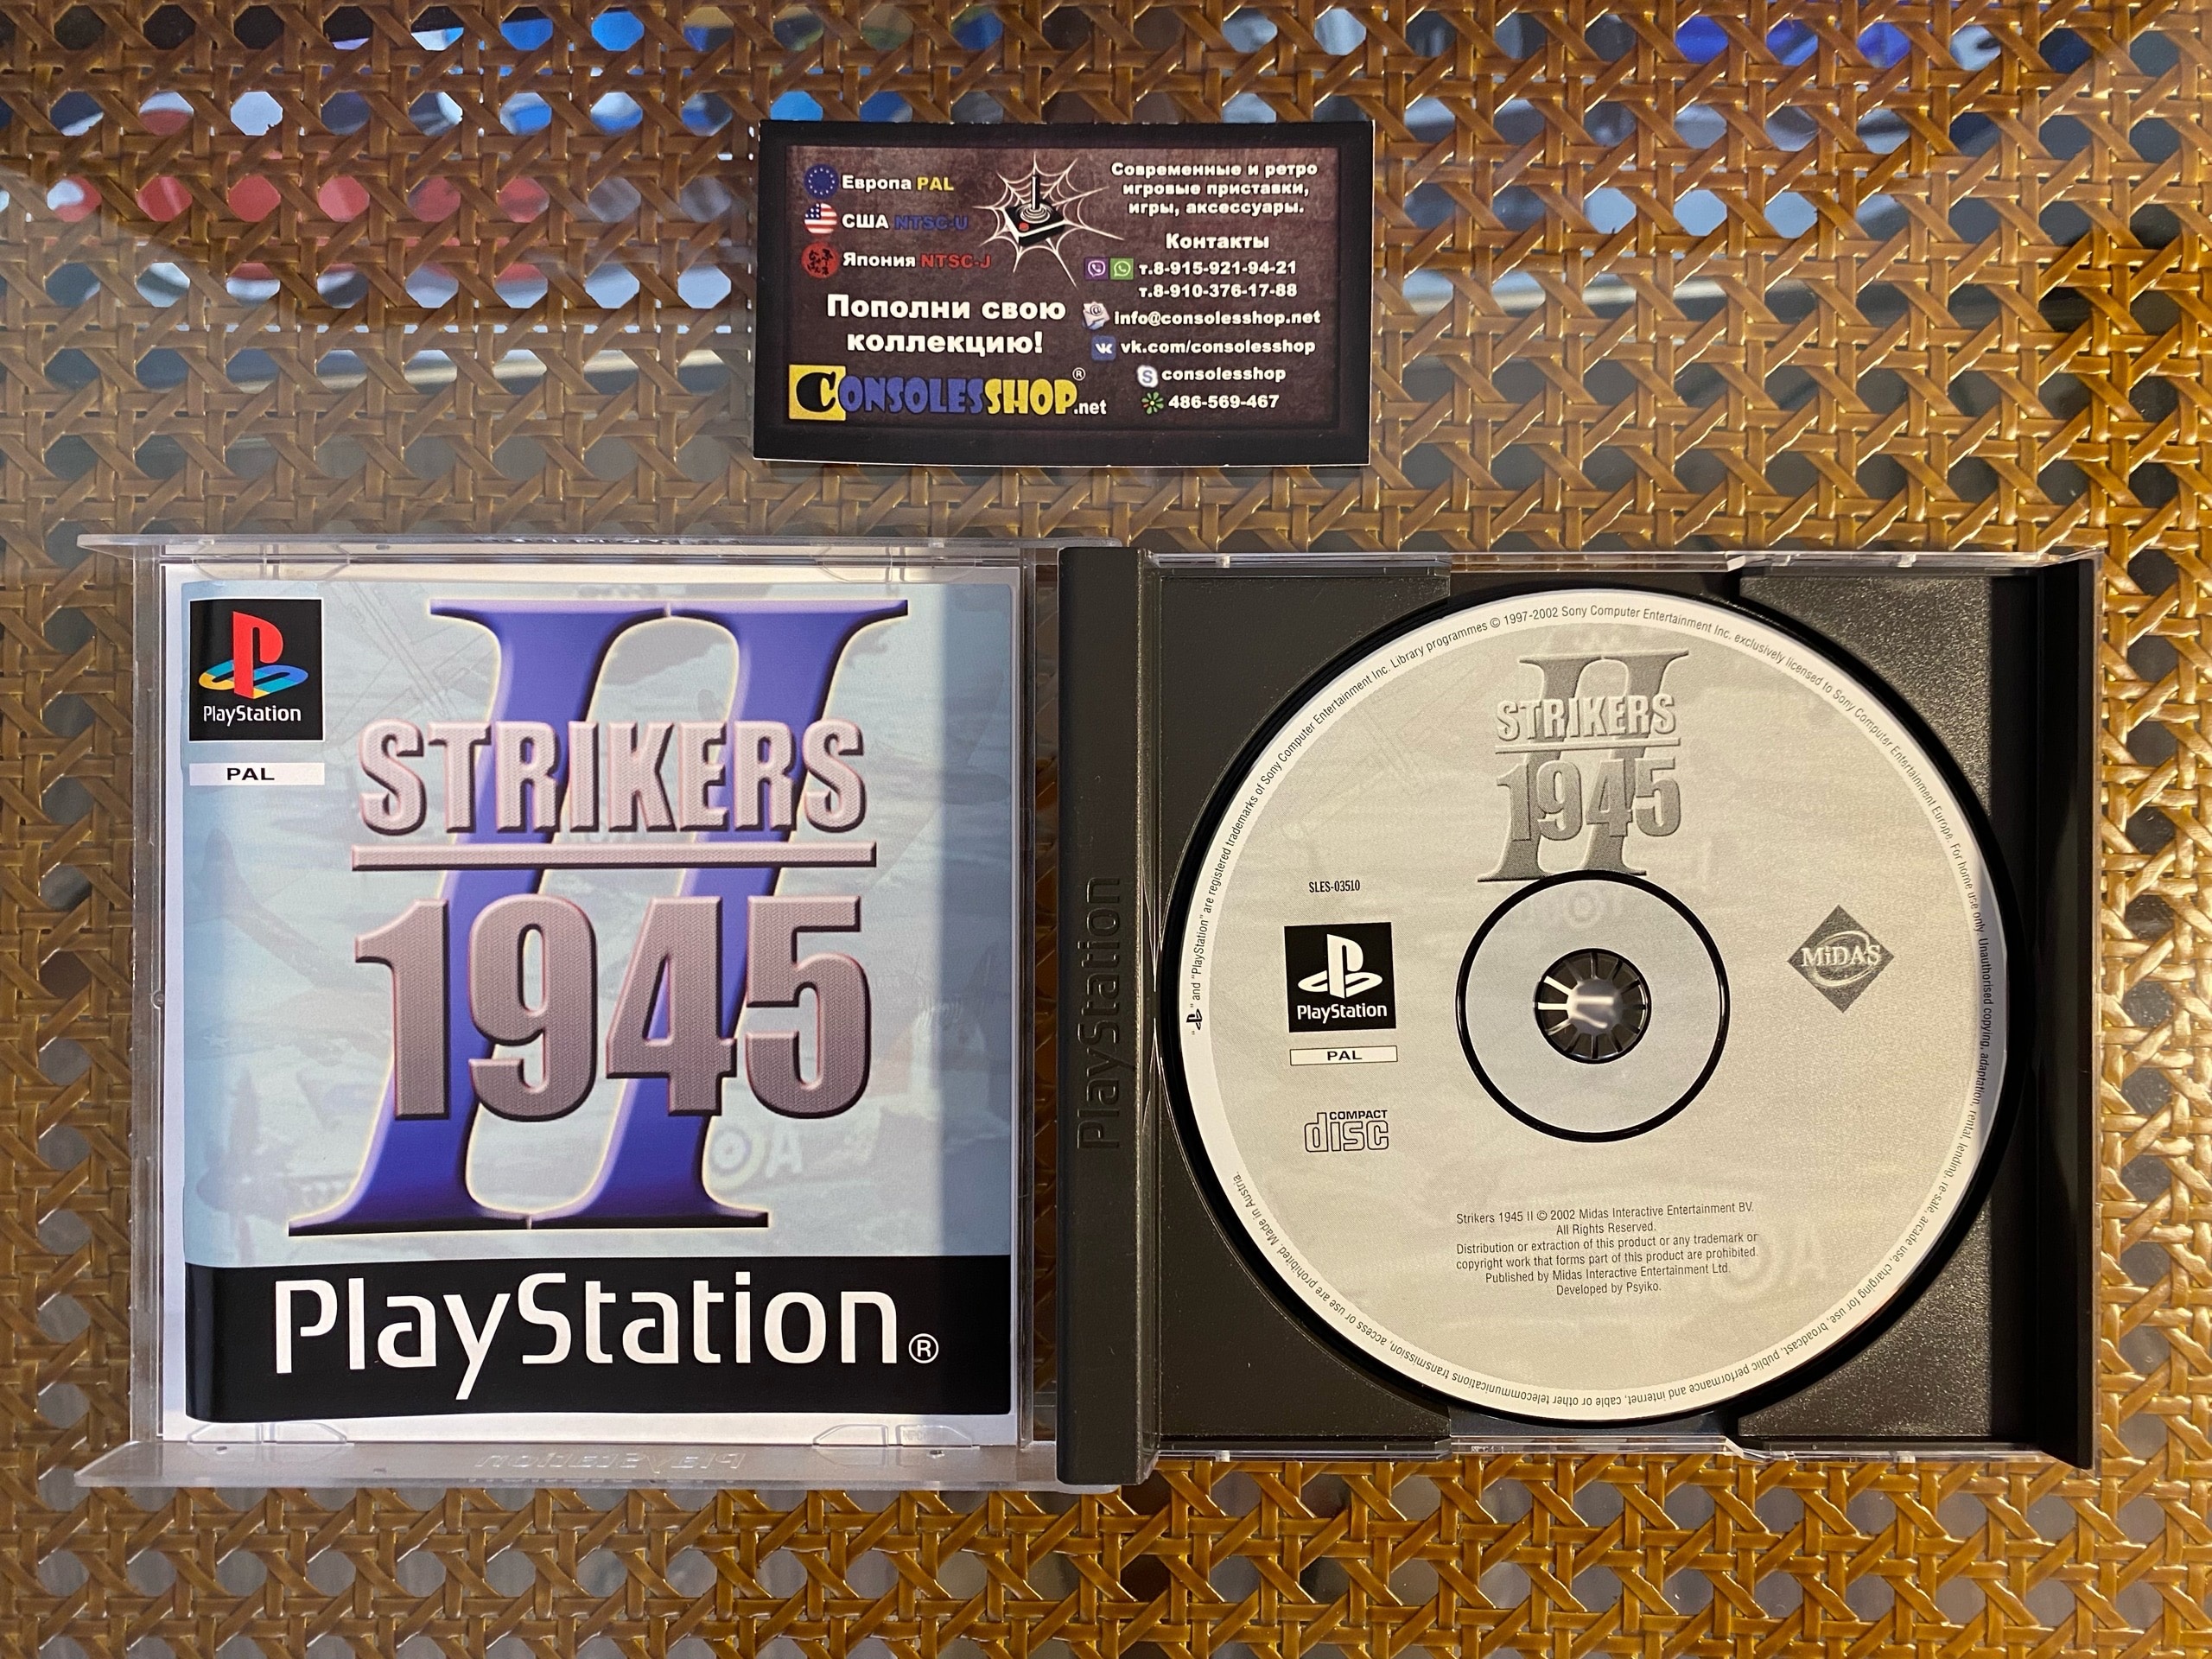 Европа PAL
США NTSC-U
Япония NTSC-J
Пополни свою
коллекцию!
CONSOLESSHOP.net
®
Современные и ретро
игровые приставки,
игры, аксессуары.
Контакты
т.8-915-921-94-21
т.8-910-376-17-88
info@consolesshop.net
vk.com/consolesshop
consolesshop
486-569-467
PlayStation
PAL
II
STRIKERS
1945
PlayStation®
PlayStation
PlayStation
"PS" and "PlayStation" are registered trademarks of Sony Computer Entertainment Inc. Library programmes © 1997-2002 Sony Computer Entertainment Inc. exclusively licensed to Sony Computer Entertainment Europe. For home use only. Unauthorised copying, adaptation, rental, lending, re-sale, arcade use, charging for use, broadcast, public performance and internet, cable or other telecommunications transmission, access or use are prohibited. Made in Austria.
II
STRIKERS
1945
SLES-03510
PlayStation
PAL
COMPACT
disc
MiDAS
Strikers 1945 II © 2002 Midas Interactive Entertainment BV.
All Rights Reserved.
Distribution or extraction of this product or any trademark or
copyright work that forms part of this product are prohibited.
Published by Midas Interactive Entertainment Ltd.
Developed by Psyiko.